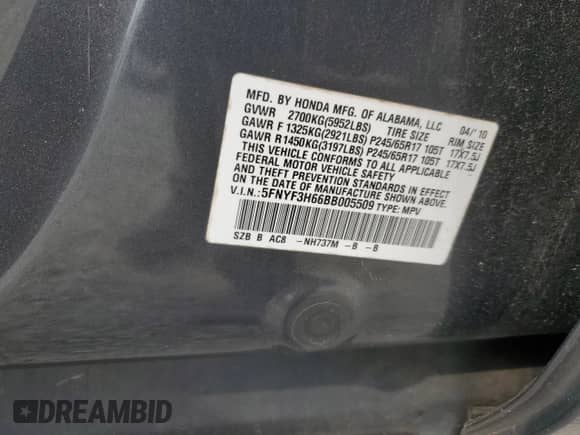 MFD. BY HONDA MFG. OF ALABAMA, LLC 04/'10
GVWR 2700KG(5952LBS) TIRE SIZE RIM SIZE
GAWR F 1325KG(2921LBS) P245/65R17 105T 17X7.5J
GAWR R 1450KG(3197LBS) P245/65R17 105T 17X7.5J
THIS VEHICLE CONFORMS TO ALL APPLICABLE
FEDERAL MOTOR VEHICLE SAFETY
AND THEFT PREVENTION STANDARDS IN EFFECT
ON THE DATE OF MANUFACTURE SHOWN ABOVE.
V.I.N.: 5FNYF3H66BB005509 TYPE: MPV
SZB B AC8 -NH737M -B -B
DREAMBID